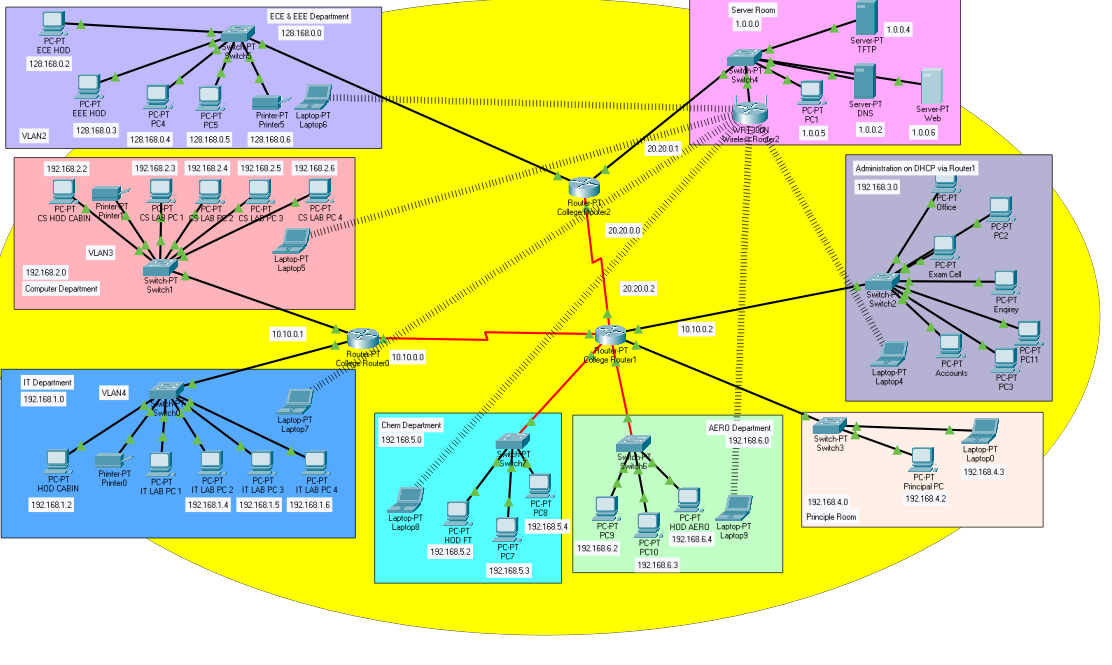 ECE & EEE Department
128.168.0.0
PC-PT
ECE HOD
128.168.0.2
Switch-PT
Switch5
PC-PT
EEE HOD
128.168.0.3
PC-PT
PC4
128.168.0.4
PC-PT
PC5
128.168.0.5
Printer-PT
Printer5
128.168.0.6
Laptop-PT
Laptop6
VLAN2
Server Room
1.0.0.0
Server-PT
TFTP
1.0.0.4
Switch-PT
Switch4
WRT300N
Wireless Router2
PC-PT
PC1
1.0.0.5
Server-PT
DNS
1.0.0.2
Server-PT
Web
1.0.0.6
20.20.0.1
192.168.2.2
192.168.2.3
192.168.2.4
192.168.2.5
192.168.2.6
PC-PT
CS HOD CABIN
Printer-PT
Printer1
PC-PT
CS LAB PC 1
PC-PT
CS LAB PC 2
PC-PT
CS LAB PC 3
PC-PT
CS LAB PC 4
VLAN3
Laptop-PT
Laptop5
192.168.2.0
Computer Department
Switch-PT
Switch1
Router-PT
College Router2
20.20.0.0
20.20.0.2
Administration on DHCP via Router1
192.168.3.0
PC-PT
Office
PC-PT
PC2
PC-PT
Exam Cell
Switch-PT
Switch2
PC-PT
Enqirey
PC-PT
PC11
PC-PT
Accounts
PC-PT
PC3
Laptop-PT
Laptop4
10.10.0.1
Router-PT
College Router0
10.10.0.0
Router-PT
College Router1
10.10.0.2
IT Department
192.168.1.0
VLAN4
Switch-PT
Switch0
Laptop-PT
Laptop7
PC-PT
HOD CABIN
192.168.1.2
Printer-PT
Printer0
PC-PT
IT LAB PC 1
PC-PT
IT LAB PC 2
192.168.1.4
PC-PT
IT LAB PC 3
192.168.1.5
PC-PT
IT LAB PC 4
192.168.1.6
Chem Department
192.168.5.0
Switch-PT
Switch7
Laptop-PT
Laptop8
PC-PT
HOD FT
192.168.5.2
PC-PT
PC7
192.168.5.3
PC-PT
PC8
192.168.5.4
AERO Department
192.168.6.0
Switch-PT
Switch6
PC-PT
PC9
192.168.6.2
PC-PT
PC10
192.168.6.3
PC-PT
HOD AERO
192.168.6.4
Laptop-PT
Laptop9
Switch-PT
Switch3
Laptop-PT
Laptop0
192.168.4.3
PC-PT
Principal PC
192.168.4.2
192.168.4.0
Principle Room